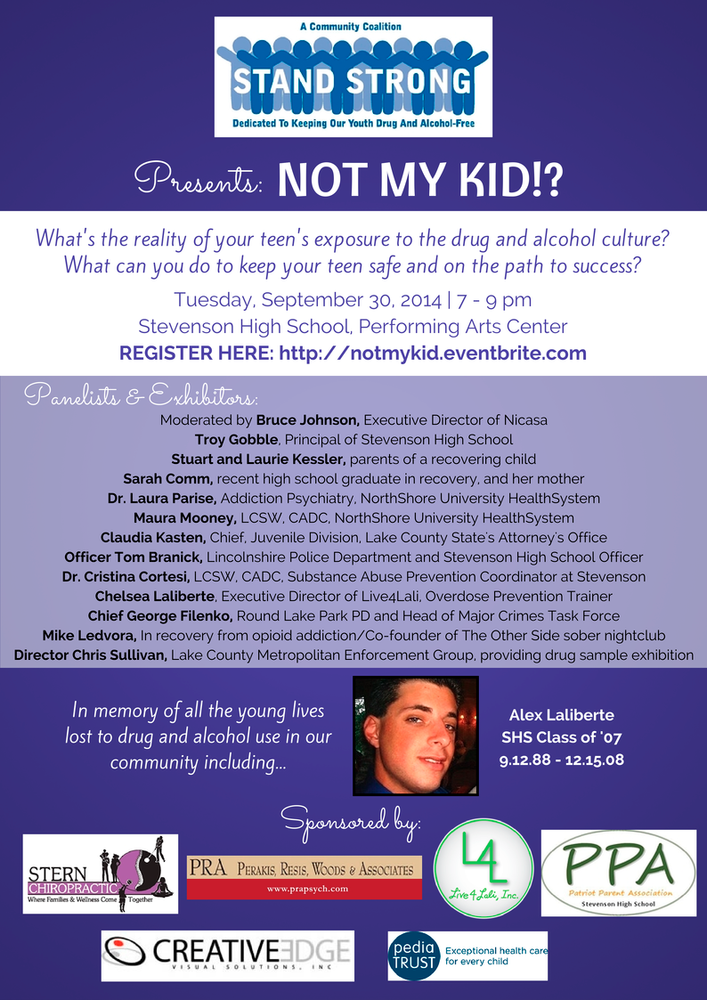 A Community Coalition
STAND STRONG
Dedicated To Keeping Our Youth Drug And Alcohol-Free
Presents: NOT MY KID!?
What's the reality of your teen's exposure to the drug and alcohol culture?
What can you do to keep your teen safe and on the path to success?
Tuesday, September 30, 2014 | 7 - 9 pm
Stevenson High School, Performing Arts Center
REGISTER HERE: http://notmykid.eventbrite.com
Panelists & Exhibitors:
Moderated by Bruce Johnson, Executive Director of Nicasa
Troy Gobble, Principal of Stevenson High School
Stuart and Laurie Kessler, parents of a recovering child
Sarah Comm, recent high school graduate in recovery, and her mother
Dr. Laura Parise, Addiction Psychiatry, NorthShore University HealthSystem
Maura Mooney, LCSW, CADC, NorthShore University HealthSystem
Claudia Kasten, Chief, Juvenile Division, Lake County State's Attorney's Office
Officer Tom Branick, Lincolnshire Police Department and Stevenson High School Officer
Dr. Cristina Cortesi, LCSW, CADC, Substance Abuse Prevention Coordinator at Stevenson
Chelsea Laliberte, Executive Director of Live4Lali, Overdose Prevention Trainer
Chief George Filenko, Round Lake Park PD and Head of Major Crimes Task Force
Mike Ledvora, In recovery from opioid addiction/Co-founder of The Other Side sober nightclub
Director Chris Sullivan, Lake County Metropolitan Enforcement Group, providing drug sample exhibition
In memory of all the young lives
lost to drug and alcohol use in our
community including...
Alex Laliberte
SHS Class of '07
9.12.88 - 12.15.08
Sponsored by:
STERN
CHIROPRACTIC
Where Families & Wellness Come Together
PRA PERAKIS, RESIS, WOODS & ASSOCIATES
www.prapsych.com
L4L
Live4Lali, Inc.
PPA
Patriot Parent Association
Stevenson High School
CREATIVEEDGE
VISUAL SOLUTIONS, INC
pedia
TRUST
Exceptional health care
for every child